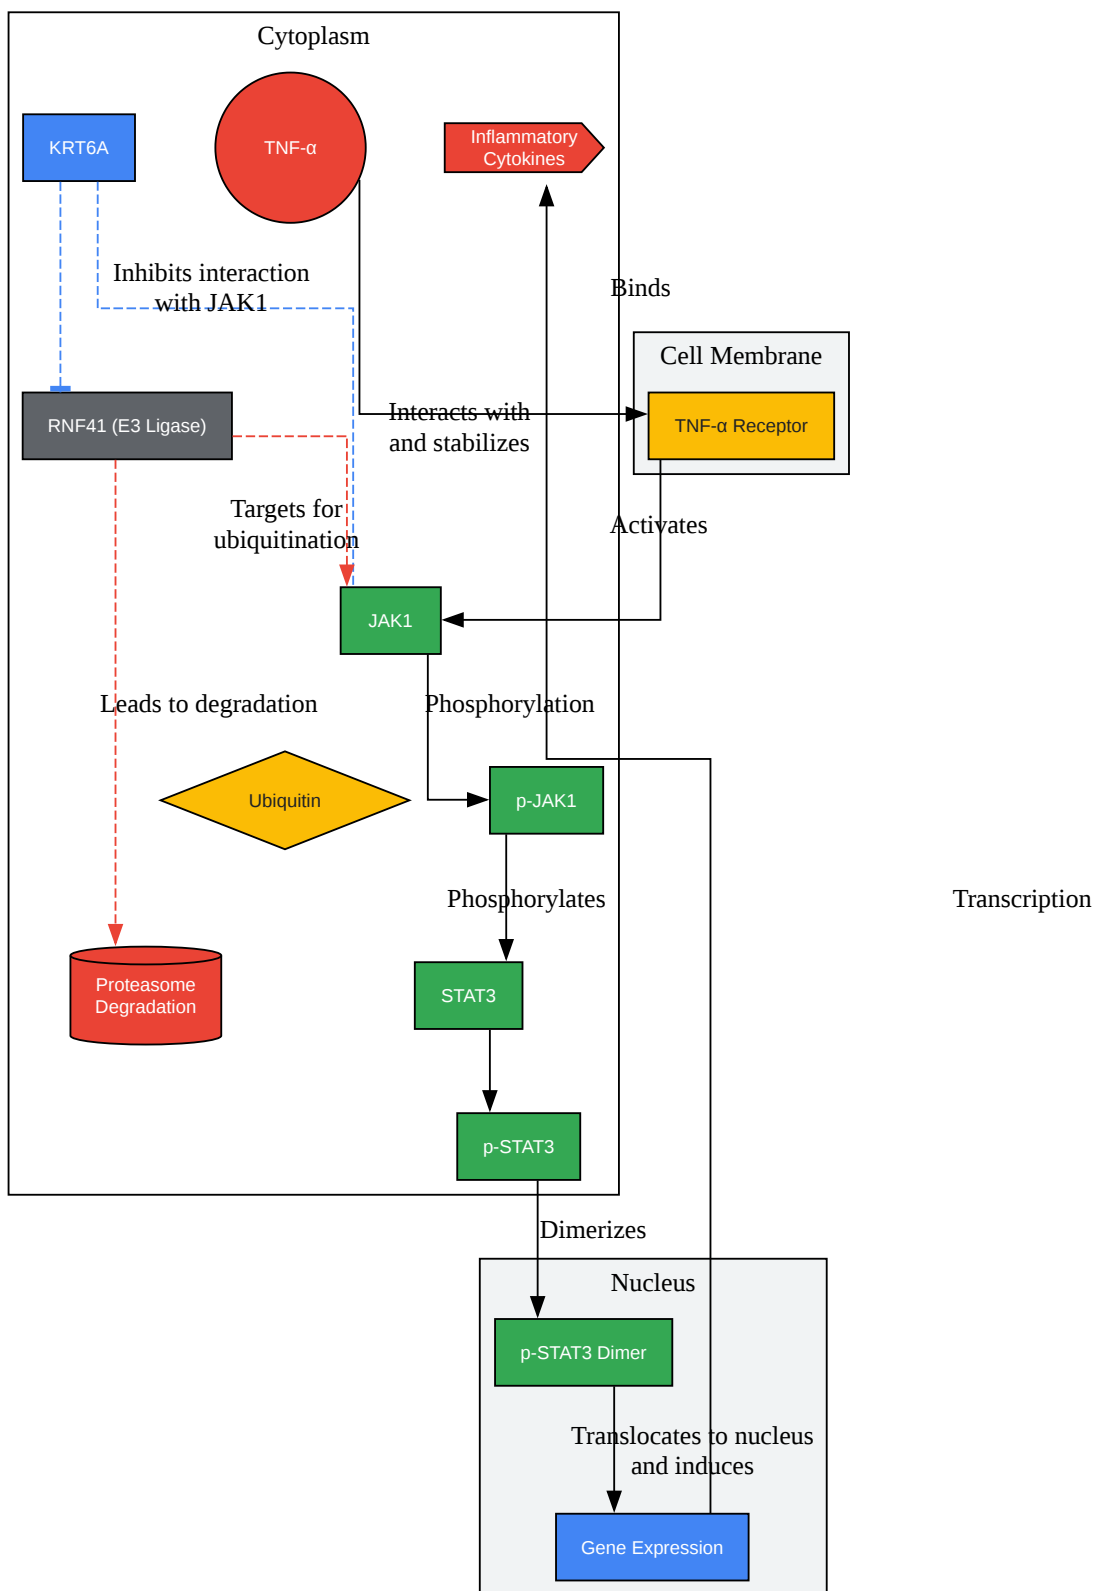 Cytoplasm
KRT6A
TNF-α
Inflammatory
Cytokines
Inhibits interaction
with JAK1
Binds
Cell Membrane
RNF41 (E3 Ligase)
Interacts with
and stabilizes
TNF-α Receptor
Targets for
ubiquitination
Activates
JAK1
Leads to degradation
Phosphorylation
Ubiquitin
p-JAK1
Phosphorylates
Transcription
Proteasome
Degradation
STAT3
p-STAT3
Dimerizes
Nucleus
p-STAT3 Dimer
Translocates to nucleus
and induces
Gene Expression